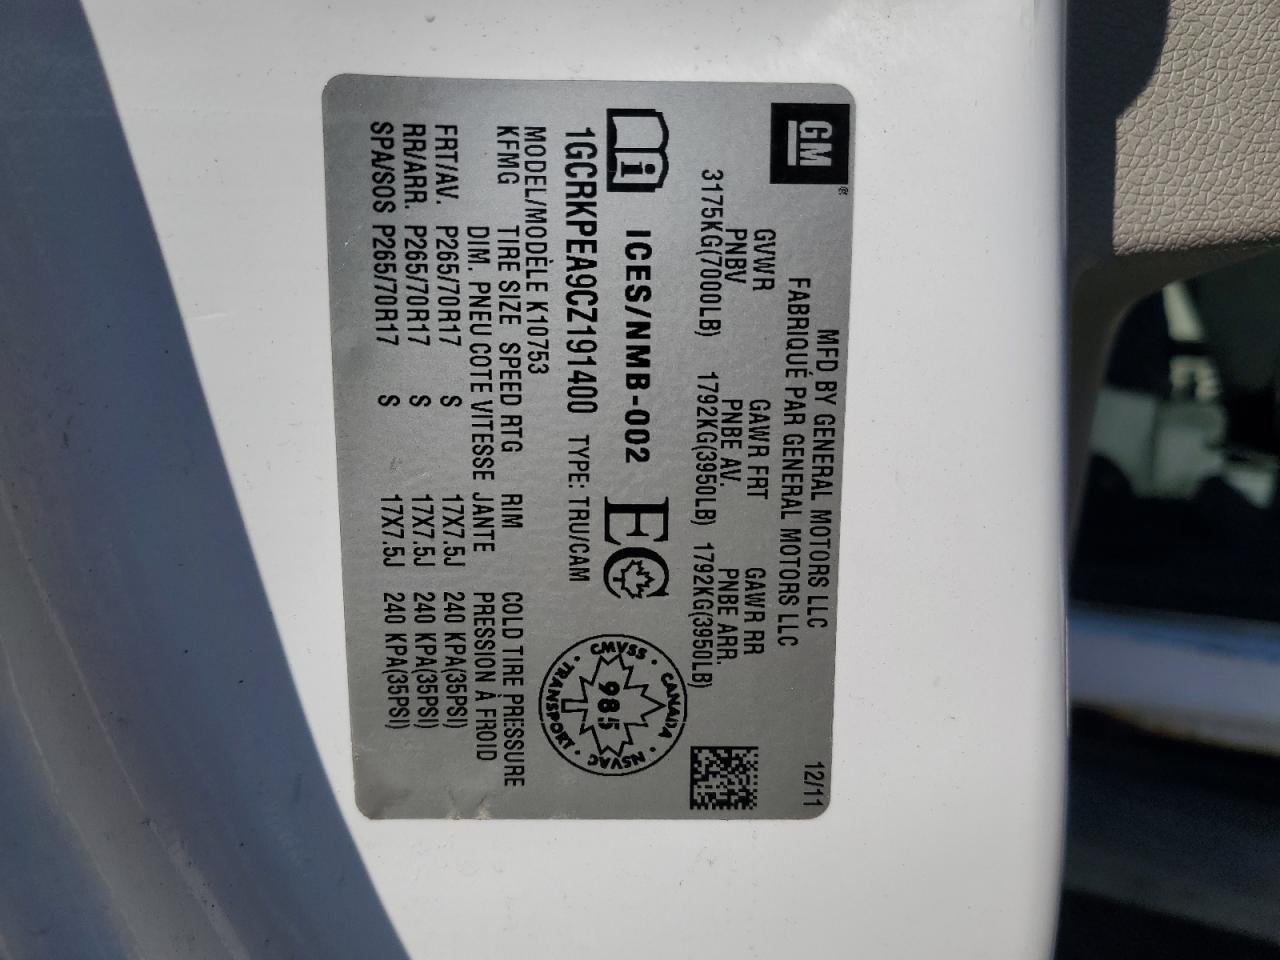 GM ®
MFD BY GENERAL MOTORS LLC 12/11
FABRIQUÉ PAR GENERAL MOTORS LLC
GVWR GAWR FRT GAWR RR
PNBV PNBE AV. PNBE ARR.
3175KG(7000LB) 1792KG(3950LB) 1792KG(3950LB)
i ICES/NMB-002 EC
CANADA · CMVSS · TRANSPORT · NSVAC ·
985
1GCRKPEA9CZ191400 TYPE: TRU/CAM
MODEL/MODÈLE K10753
KFMG TIRE SIZE SPEED RTG RIM COLD TIRE PRESSURE
DIM. PNEU COTE VITESSE JANTE PRESSION À FROID
FRT/AV. P265/70R17 S 17X7.5J 240 KPA(35PSI)
RR/ARR. P265/70R17 S 17X7.5J 240 KPA(35PSI)
SPA/SOS P265/70R17 S 17X7.5J 240 KPA(35PSI)